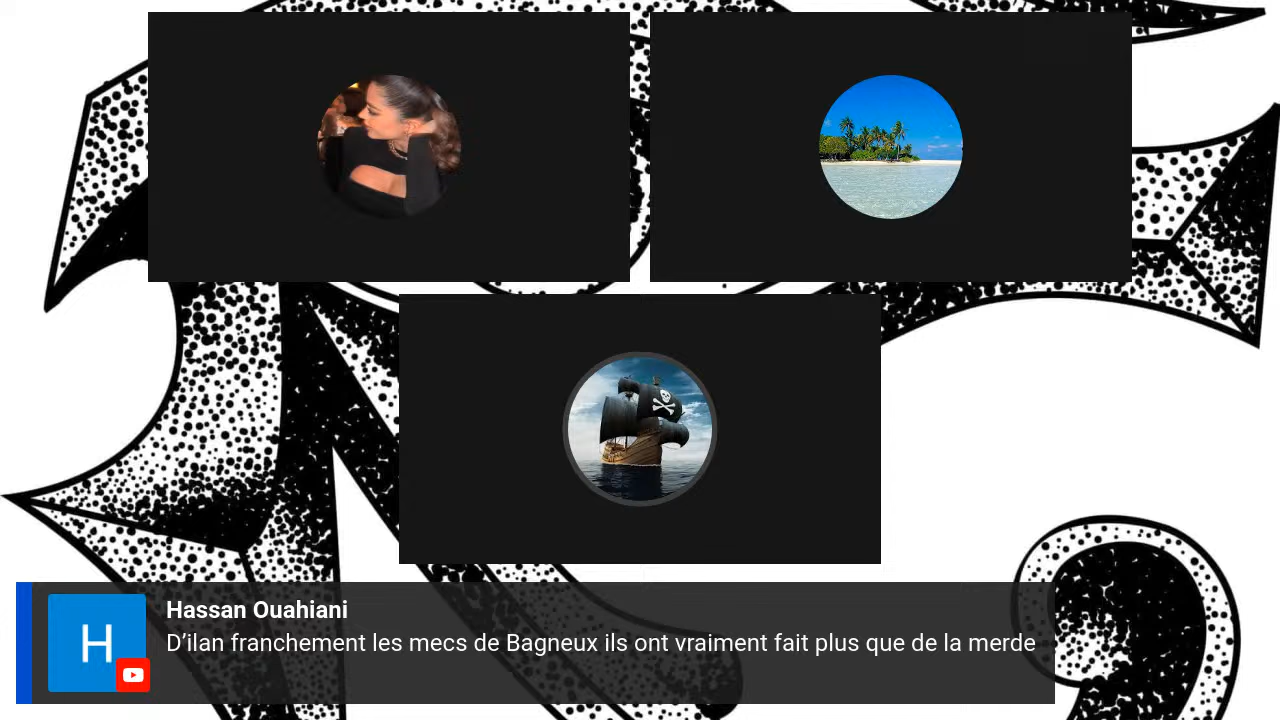 Hassan Ouahiani
D’ilan franchement les mecs de Bagneux ils ont vraiment fait plus que de la merde
H